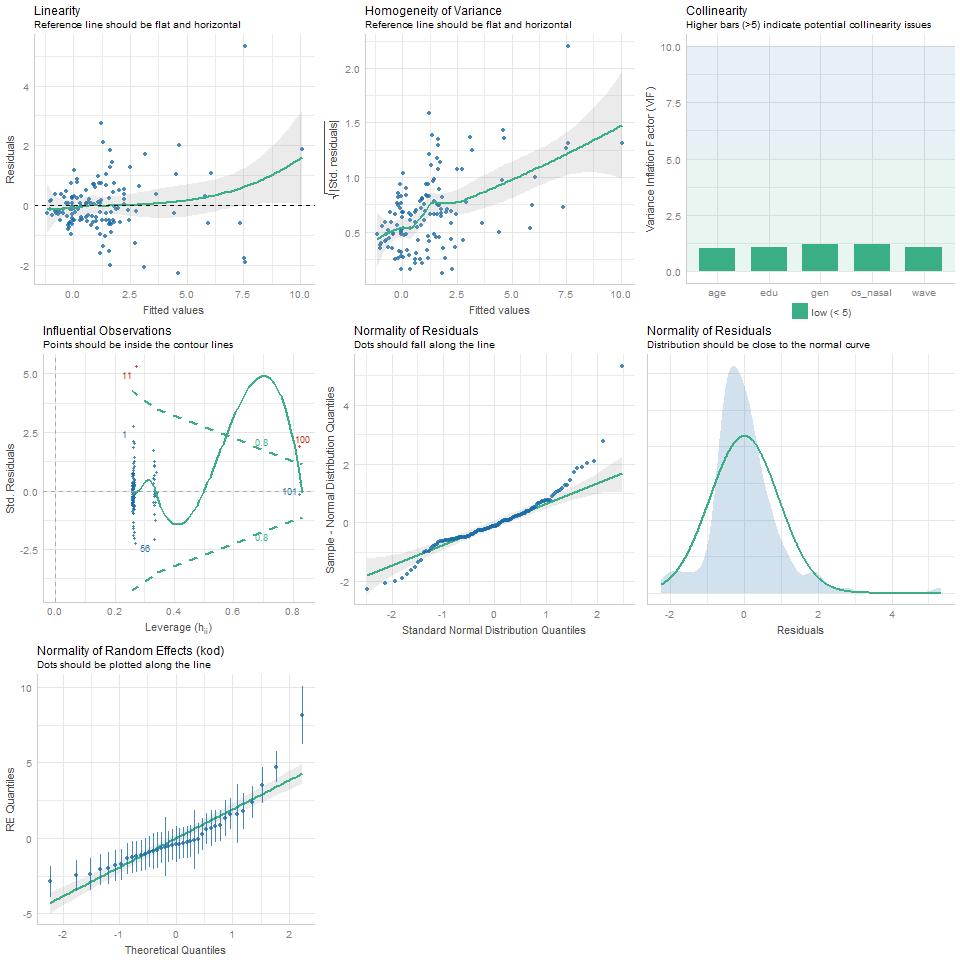 Linearity
Reference line should be flat and horizontal
Residuals
4
2
0
-2
0.0 2.5 5.0 7.5 10.0
Fitted values
Homogeneity of Variance
Reference line should be flat and horizontal
√|Std. residuals|
2.0
1.5
1.0
0.5
0.0 2.5 5.0 7.5 10.0
Fitted values
Collinearity
Higher bars (>5) indicate potential collinearity issues
Variance Inflation Factor (VIF)
10.0
7.5
5.0
2.5
0.0
age edu gen os_nasal wave
low (< 5)
Influential Observations
Points should be inside the contour lines
Std. Residuals
5.0
2.5
0.0
-2.5
11
1
56
0.8
0.8
100
101
0.0 0.2 0.4 0.6 0.8
Leverage (hii)
Normality of Residuals
Dots should fall along the line
Sample - Normal Distribution Quantiles
4
2
0
-2
-2 -1 0 1 2
Standard Normal Distribution Quantiles
Normality of Residuals
Distribution should be close to the normal curve
-2 0 2 4
Residuals
Normality of Random Effects (kod)
Dots should be plotted along the line
RE Quantiles
10
5
0
-5
-2 -1 0 1 2
Theoretical Quantiles